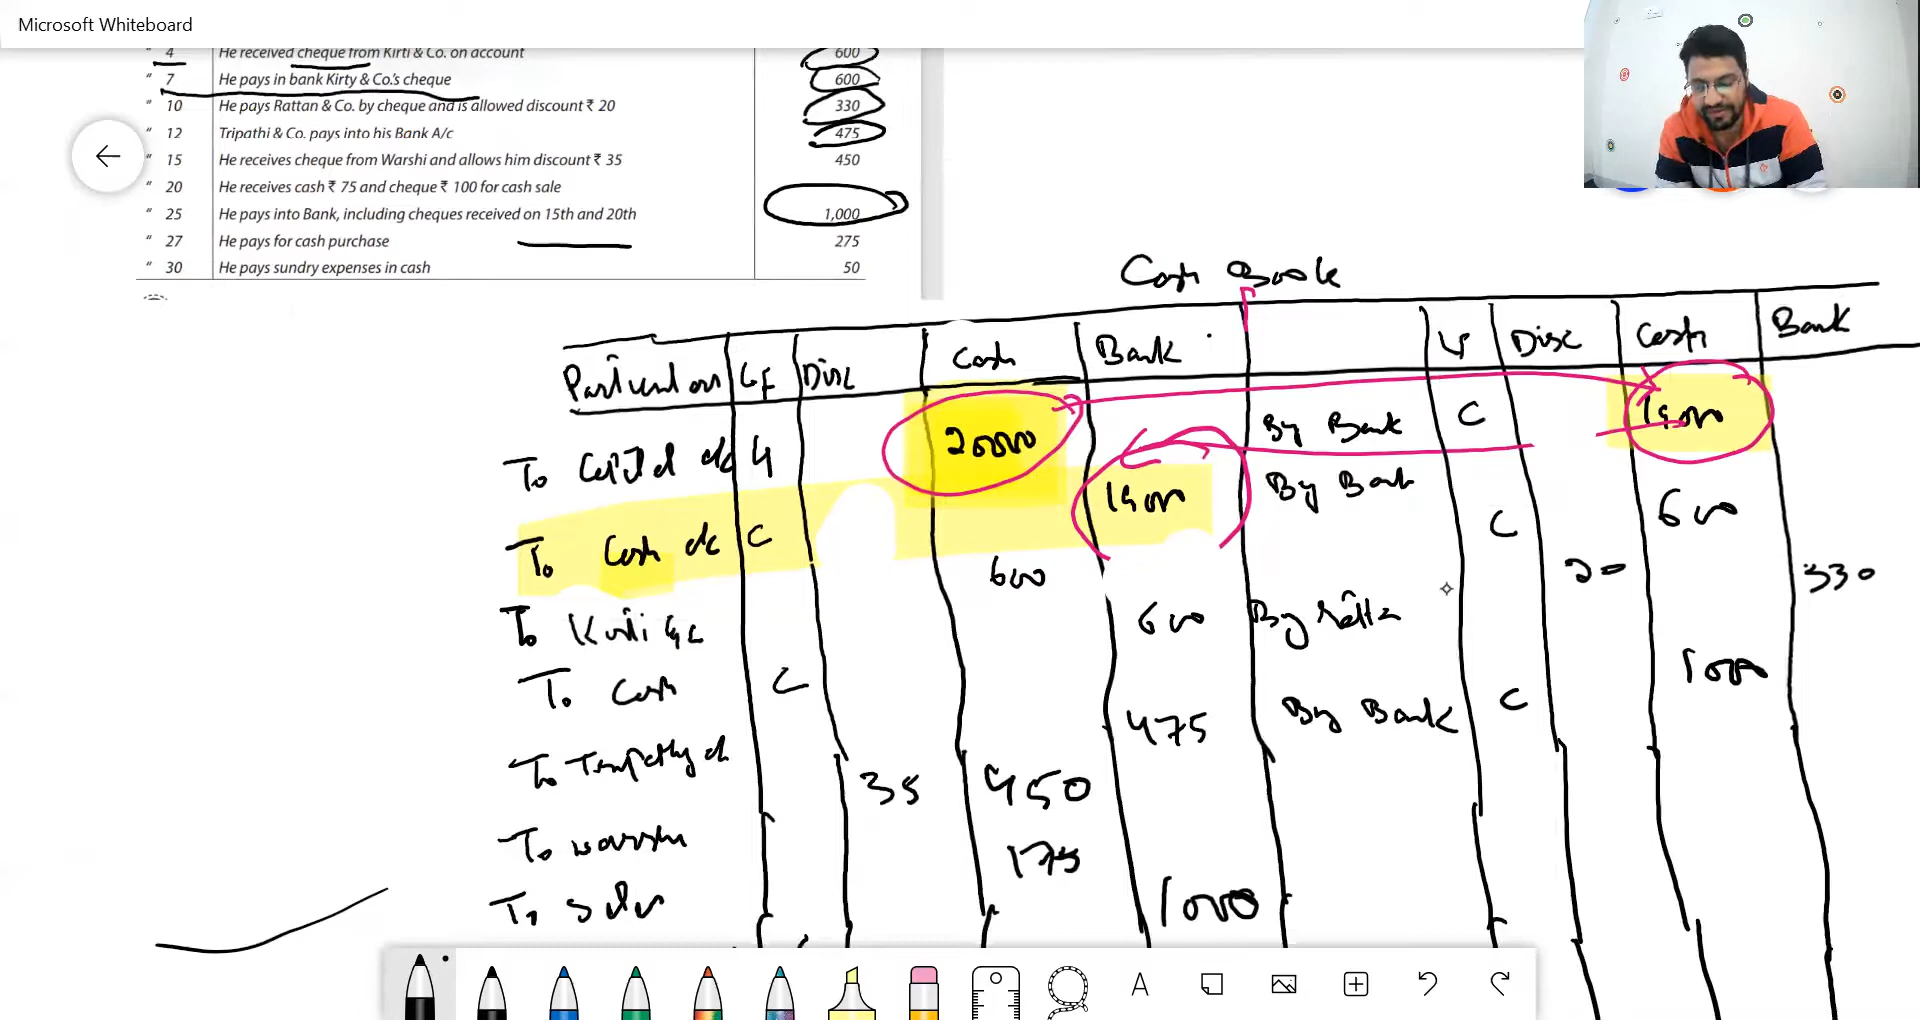 Microsoft Whiteboard
" 4 He received cheque from Kirti & Co. on account 600
" 7 He pays in bank Kirty & Co.'s cheque 600
" 10 He pays Rattan & Co. by cheque and is allowed discount ₹ 20 330
" 12 Tripathi & Co. pays into his Bank A/c 475
" 15 He receives cheque from Warshi and allows him discount ₹ 35 450
" 20 He receives cash ₹ 75 and cheque ₹ 100 for cash sale
" 25 He pays into Bank, including cheques received on 15th and 20th 1,000
" 27 He pays for cash purchase 275
" 30 He pays sundry expenses in cash 50
Cash Book
Particulars LF Disc Cash Bank LF Disc Cash Bank
To Capital a/c 20000 By Bank C
To Cash a/c C By Bank C 600
600 20 330
To Kirti &Co 600 By
To Cash C 1000
475 By Bank C
To a/c
35 450
To
175
To Sales 1000
A